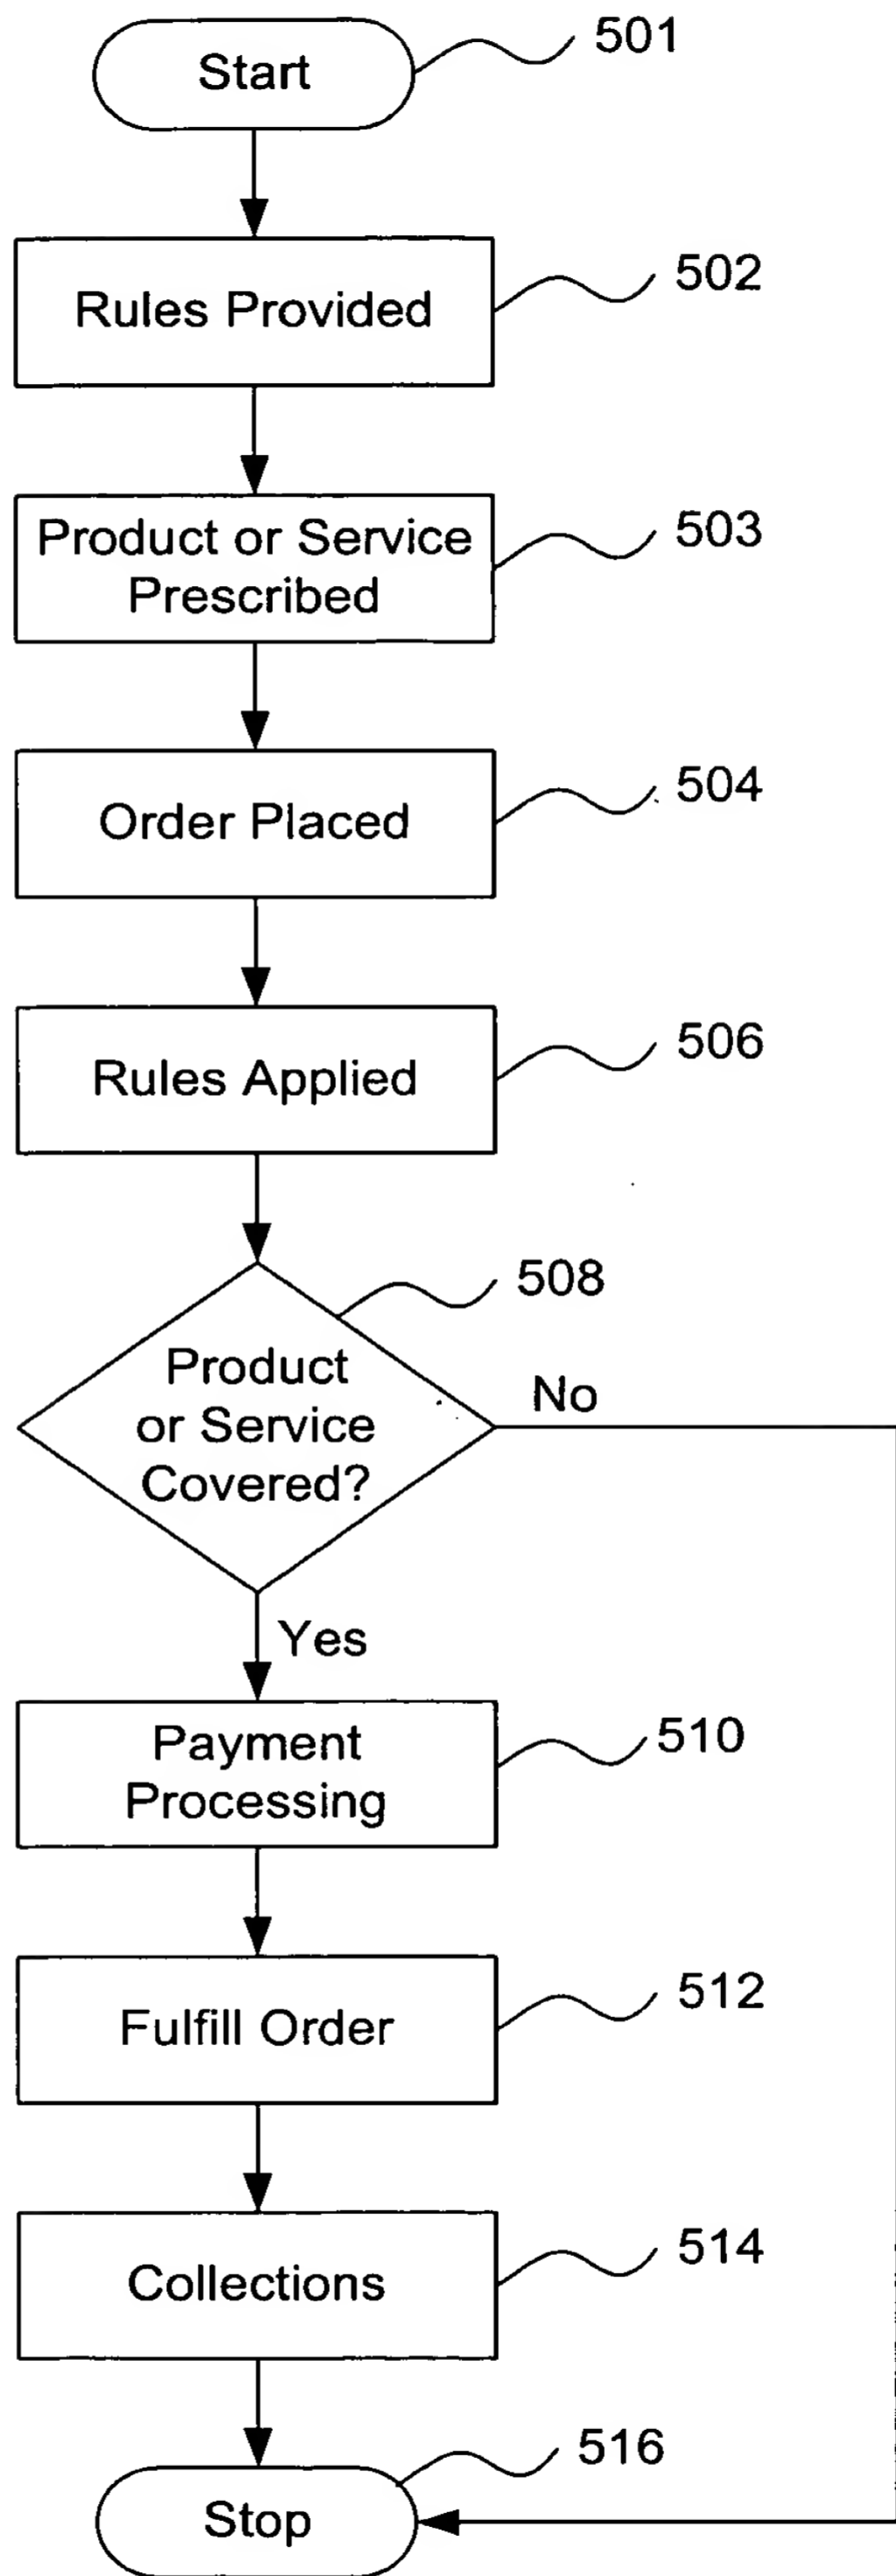 Start
501
Rules Provided
502
Product or Service
Prescribed
503
Order Placed
504
Rules Applied
506
508
Product
or Service
Covered?
No
Yes
Payment
Processing
510
Fulfill Order
512
Collections
514
516
Stop